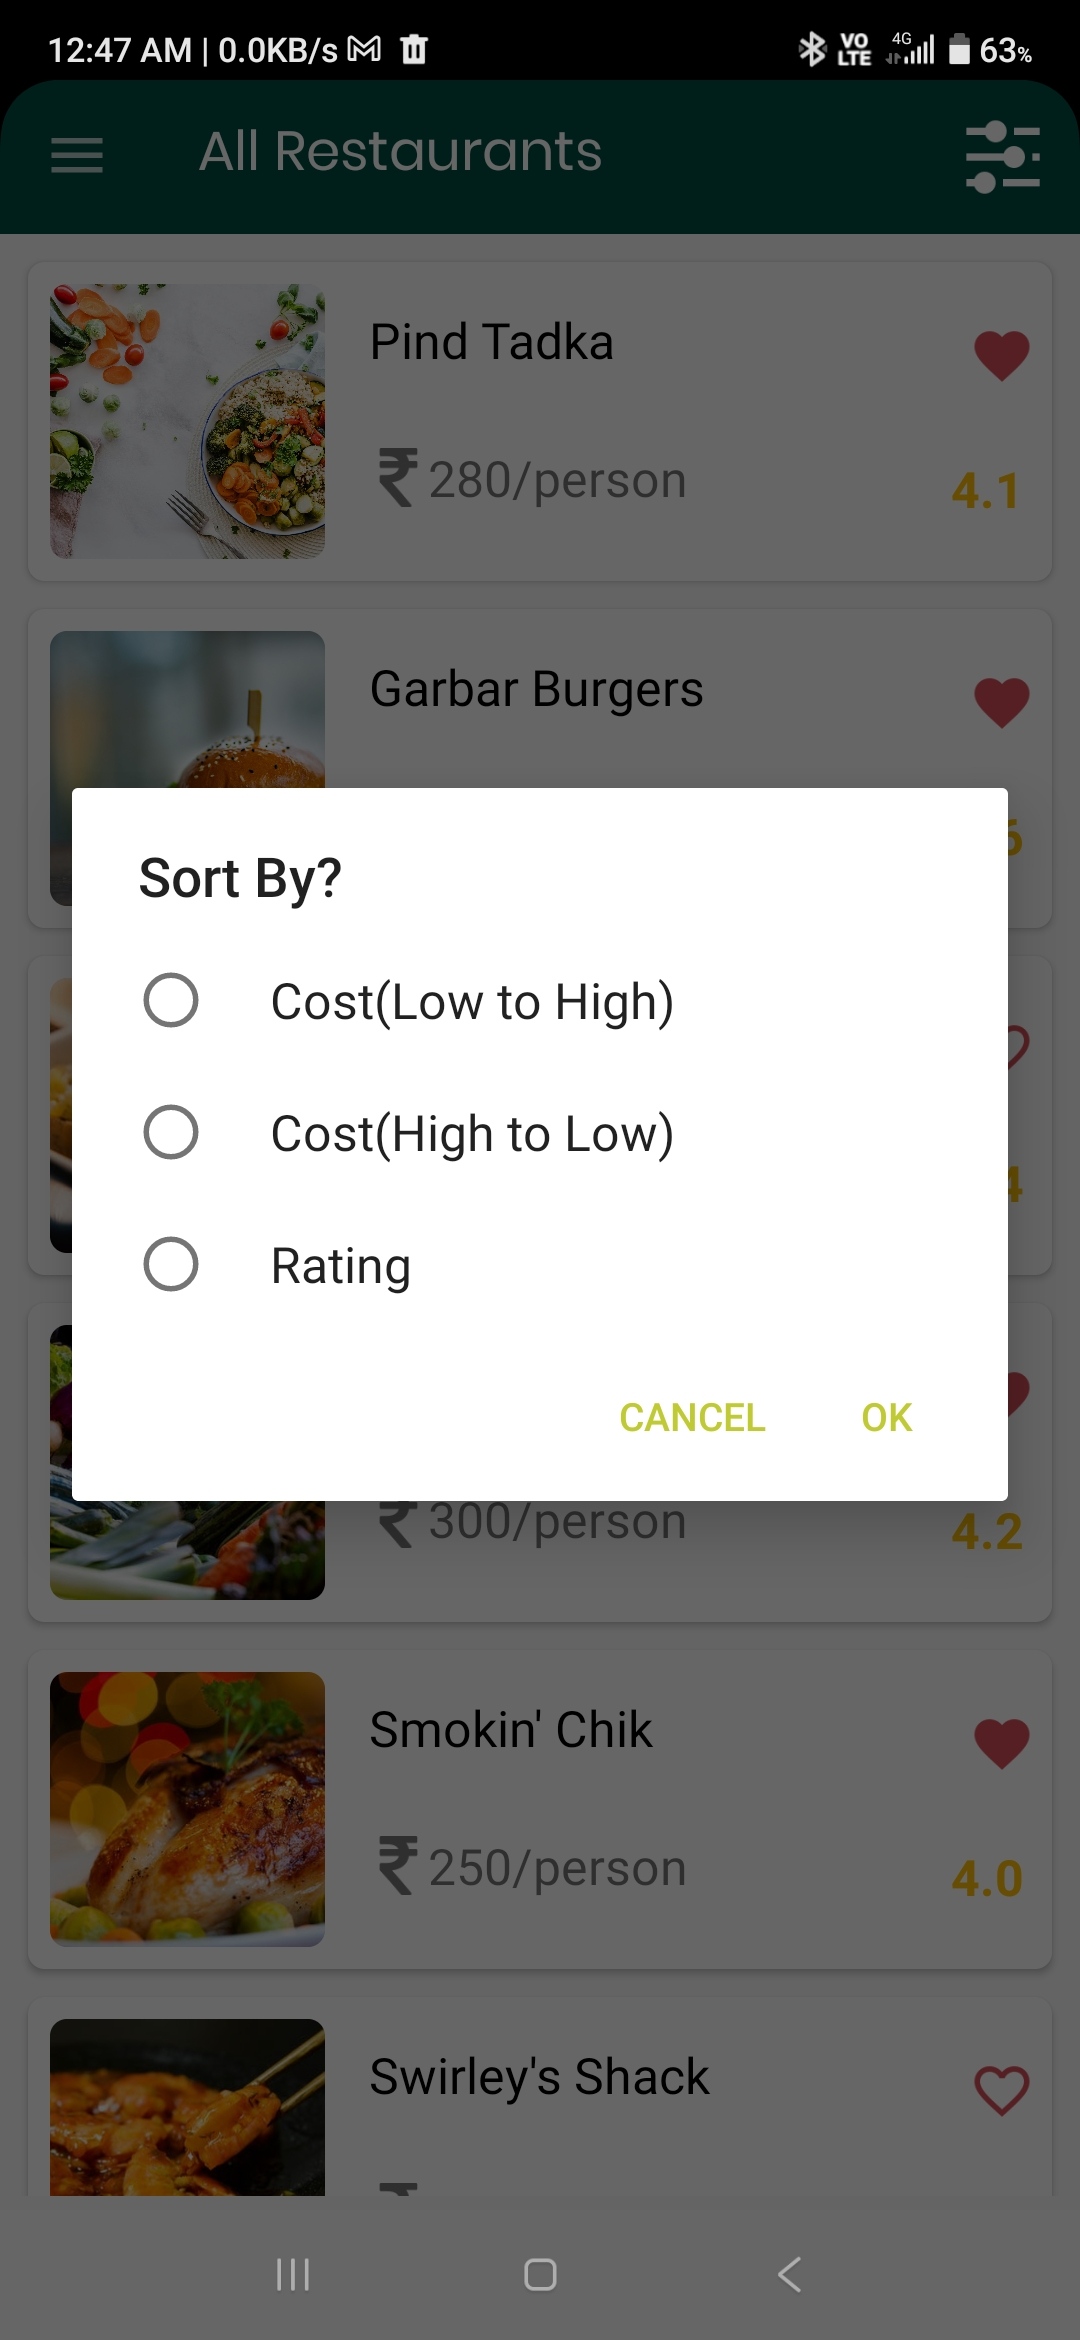 12:47 AM | 0.0KB/s
VO LTE 4G 63%
All Restaurants
Pind Tadka
₹ 280/person
4.1
Garbar Burgers
6
Sort By?
Cost(Low to High)
Cost(High to Low)
4
Rating
CANCEL OK
₹ 300/person
4.2
Smokin' Chik
₹ 250/person
4.0
Swirley's Shack